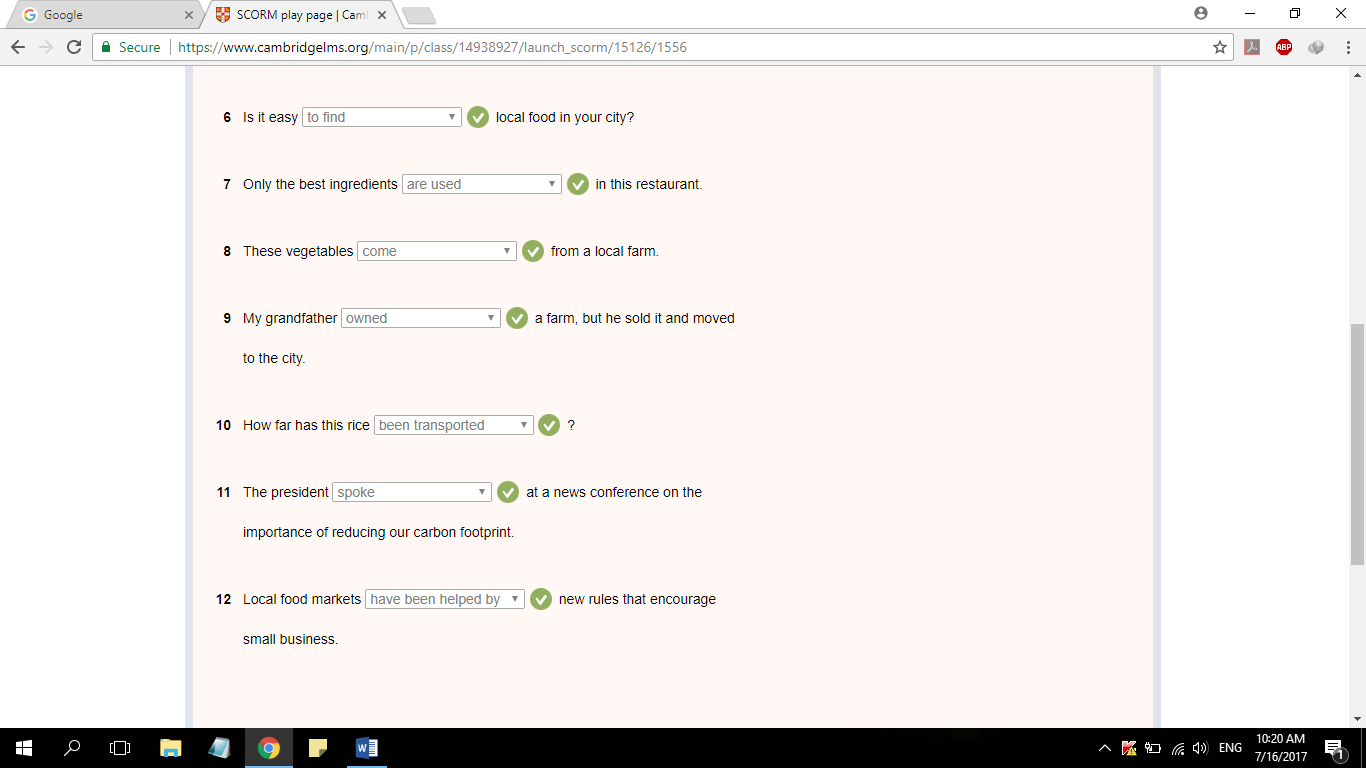 Google
SCORM play page | Cam
Secure https://www.cambridgelms.org/main/p/class/14938927/launch_scorm/15126/1556
ABP
6 Is it easy to find local food in your city?
7 Only the best ingredients are used in this restaurant.
8 These vegetables come from a local farm.
9 My grandfather owned a farm, but he sold it and moved
to the city.
10 How far has this rice been transported ?
11 The president spoke at a news conference on the
importance of reducing our carbon footprint.
12 Local food markets have been helped by new rules that encourage
small business.
ENG
10:20 AM
7/16/2017
1